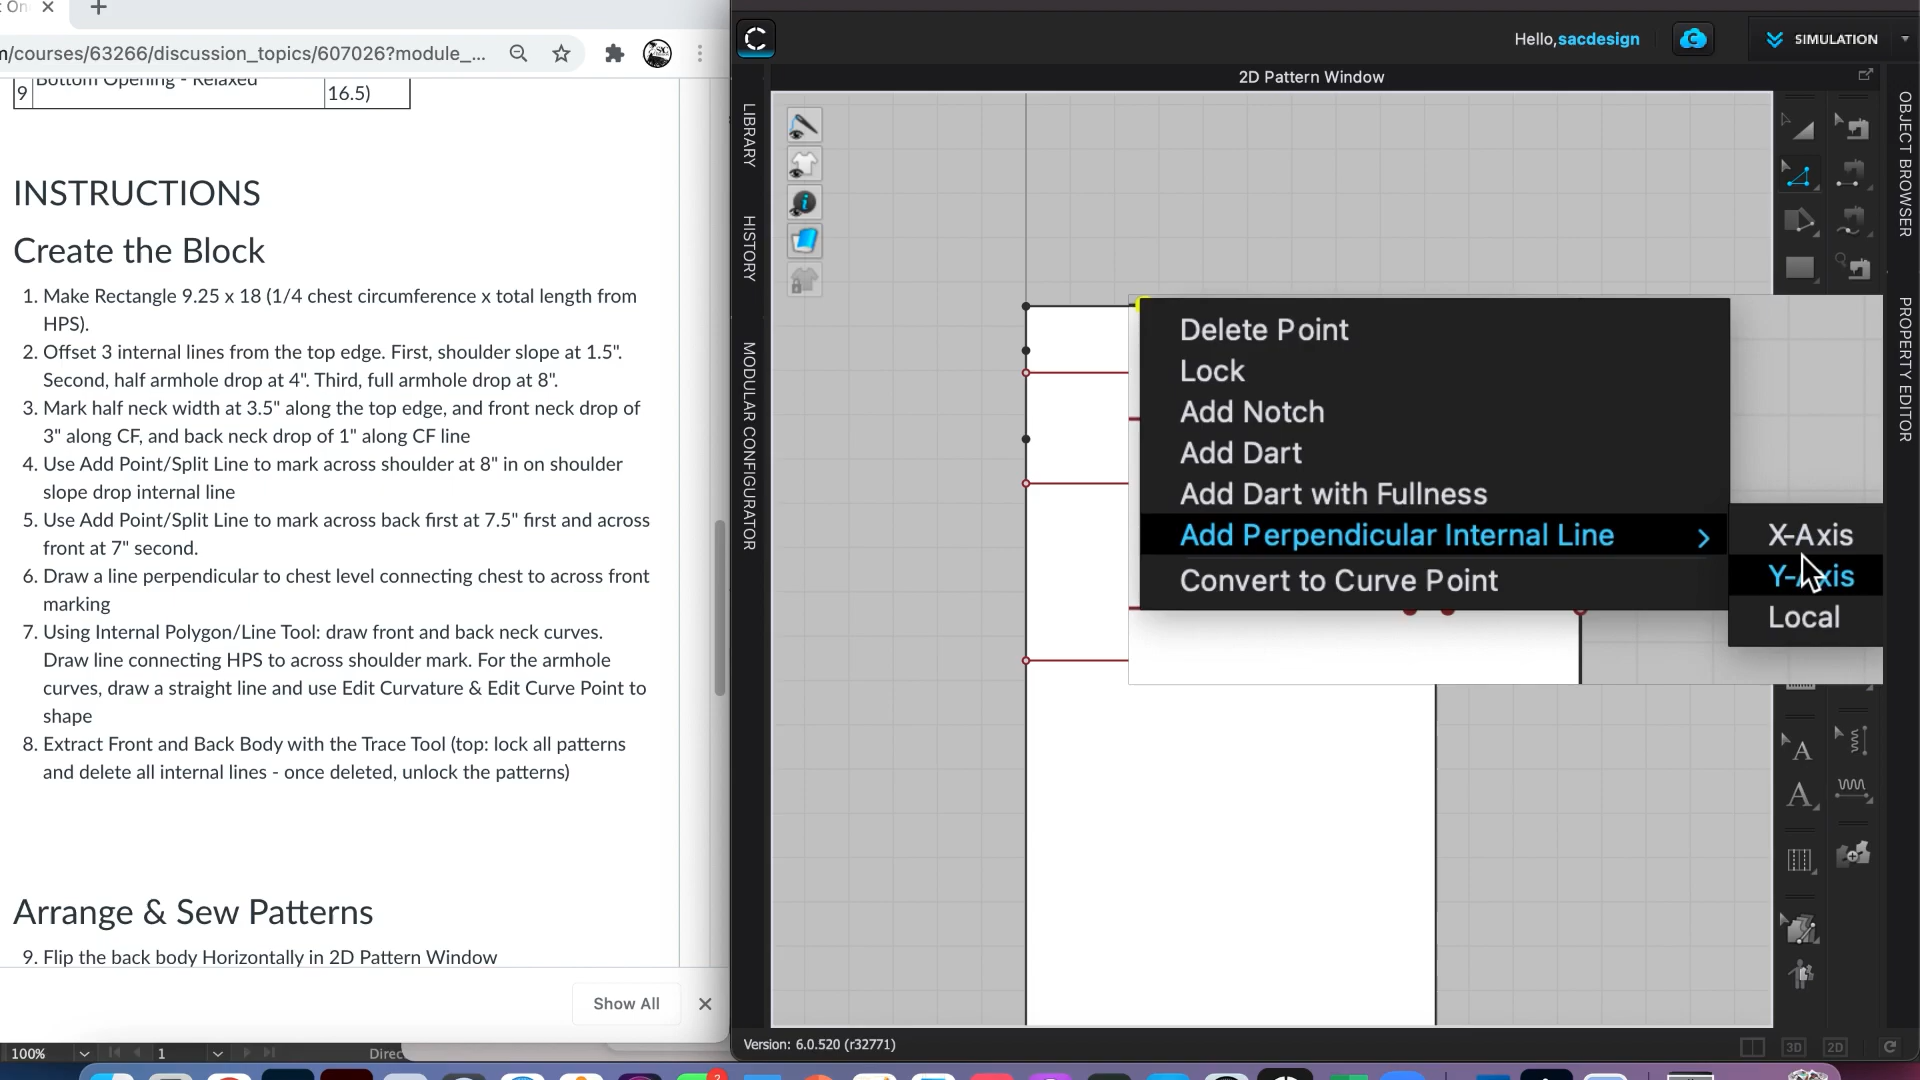 t On
m/courses/63266/discussion_topics/607026?module_...
Bottom Opening - Relaxed
9
16.5)
INSTRUCTIONS
Create the Block
1. Make Rectangle 9.25 x 18 (1/4 chest circumference x total length from
HPS).
2. Offset 3 internal lines from the top edge. First, shoulder slope at 1.5".
Second, half armhole drop at 4". Third, full armhole drop at 8".
3. Mark half neck width at 3.5" along the top edge, and front neck drop of
3" along CF, and back neck drop of 1" along CF line
4. Use Add Point/Split Line to mark across shoulder at 8" in on shoulder
slope drop internal line
5. Use Add Point/Split Line to mark across back first at 7.5" first and across
front at 7" second.
6. Draw a line perpendicular to chest level connecting chest to across front
marking
7. Using Internal Polygon/Line Tool: draw front and back neck curves.
Draw line connecting HPS to across shoulder mark. For the armhole
curves, draw a straight line and use Edit Curvature & Edit Curve Point to
shape
8. Extract Front and Back Body with the Trace Tool (top: lock all patterns
and delete all internal lines - once deleted, unlock the patterns)
Arrange & Sew Patterns
9. Flip the back body Horizontally in 2D Pattern Window
Show All
100%
1
Direc
Hello,sacdesign
SIMULATION
2D Pattern Window
LIBRARY
HISTORY
MODULAR CONFIGURATOR
OBJECT BROWSER
PROPERTY EDITOR
Delete Point
Lock
Add Notch
Add Dart
Add Dart with Fullness
Add Perpendicular Internal Line
Convert to Curve Point
X-Axis
Y-Axis
Local
A
A
Version: 6.0.520 (r32771)
3D
2D
2